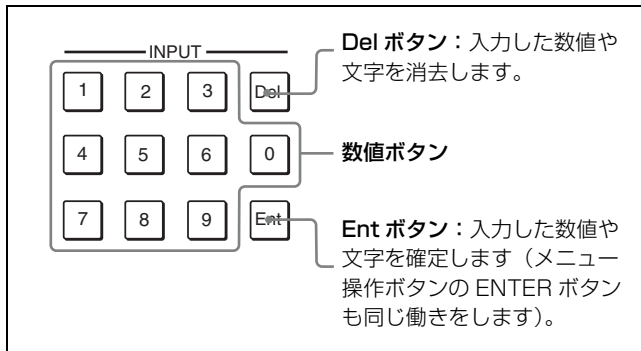 INPUT
1 2 3 Del
4 5 6 0
7 8 9 Ent
Del ボタン：入力した数値や
文字を消去します。
数値ボタン
Ent ボタン：入力した数値や
文字を確定します（メニュー
操作ボタンの ENTER ボタン
も同じ働きをします）。